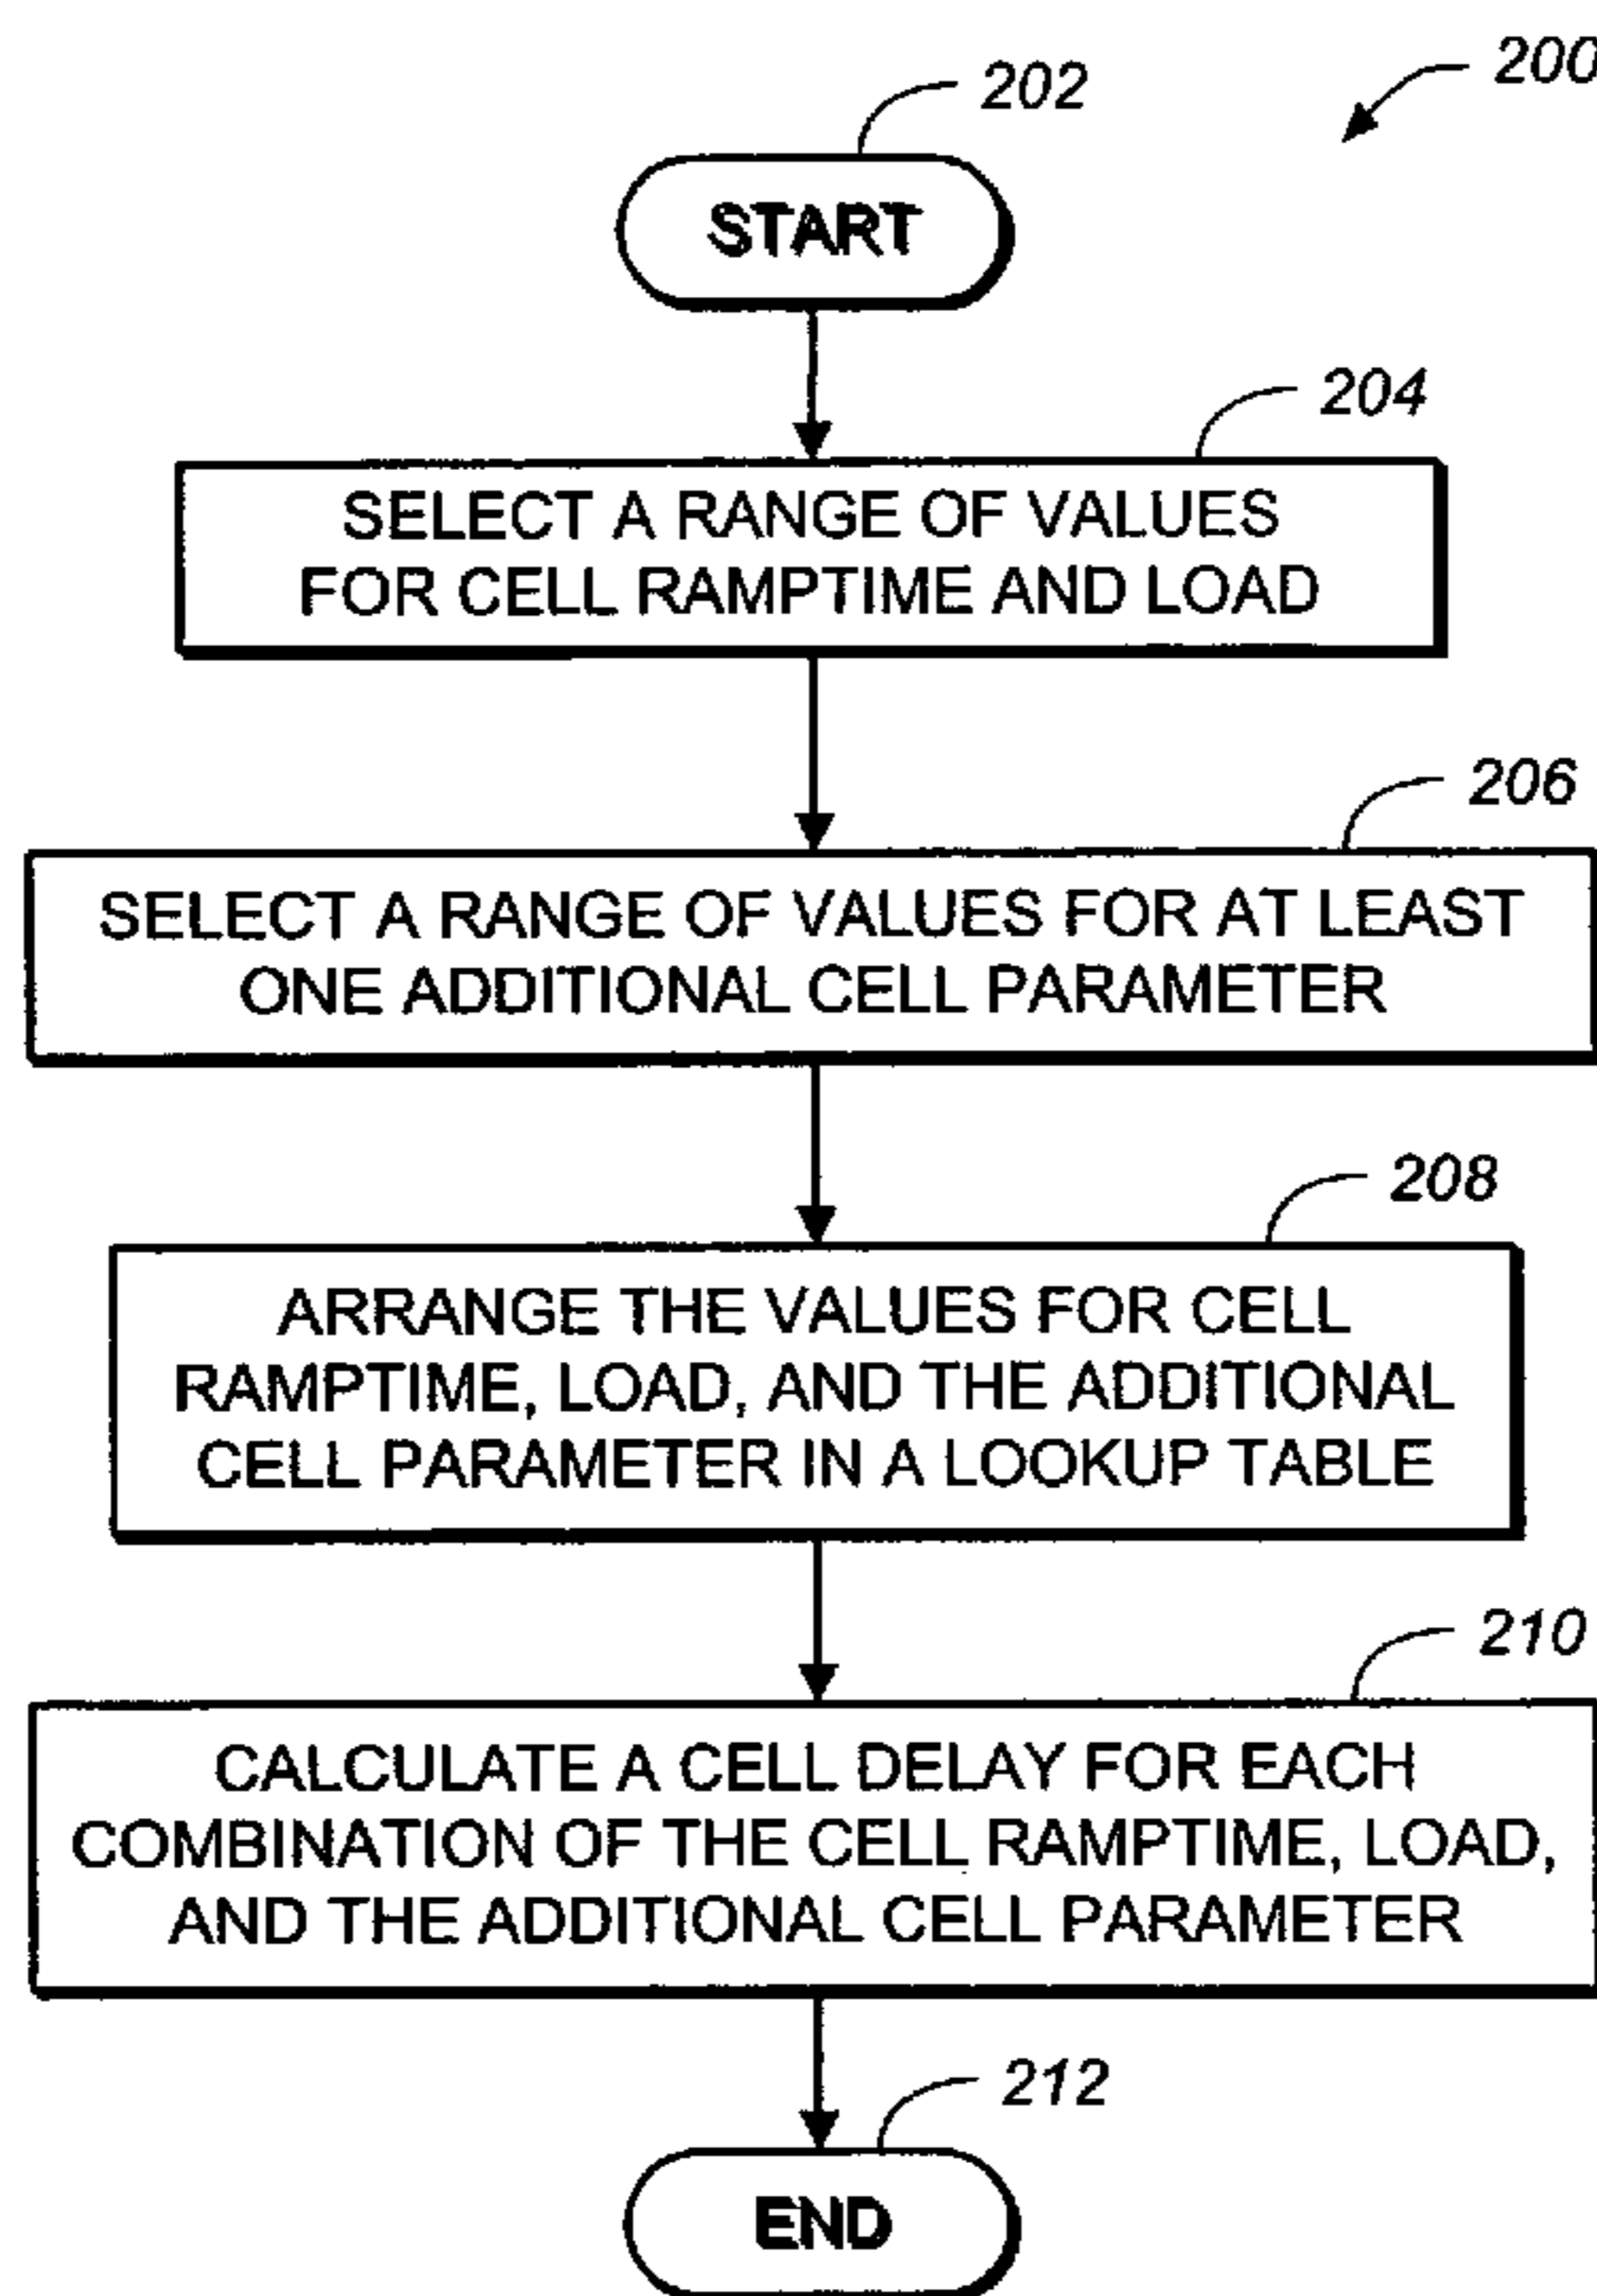 200
202
START
204
SELECT A RANGE OF VALUES
FOR CELL RAMPTIME AND LOAD
206
SELECT A RANGE OF VALUES FOR AT LEAST
ONE ADDITIONAL CELL PARAMETER
208
ARRANGE THE VALUES FOR CELL
RAMPTIME, LOAD, AND THE ADDITIONAL
CELL PARAMETER IN A LOOKUP TABLE
210
CALCULATE A CELL DELAY FOR EACH
COMBINATION OF THE CELL RAMPTIME, LOAD,
AND THE ADDITIONAL CELL PARAMETER
212
END